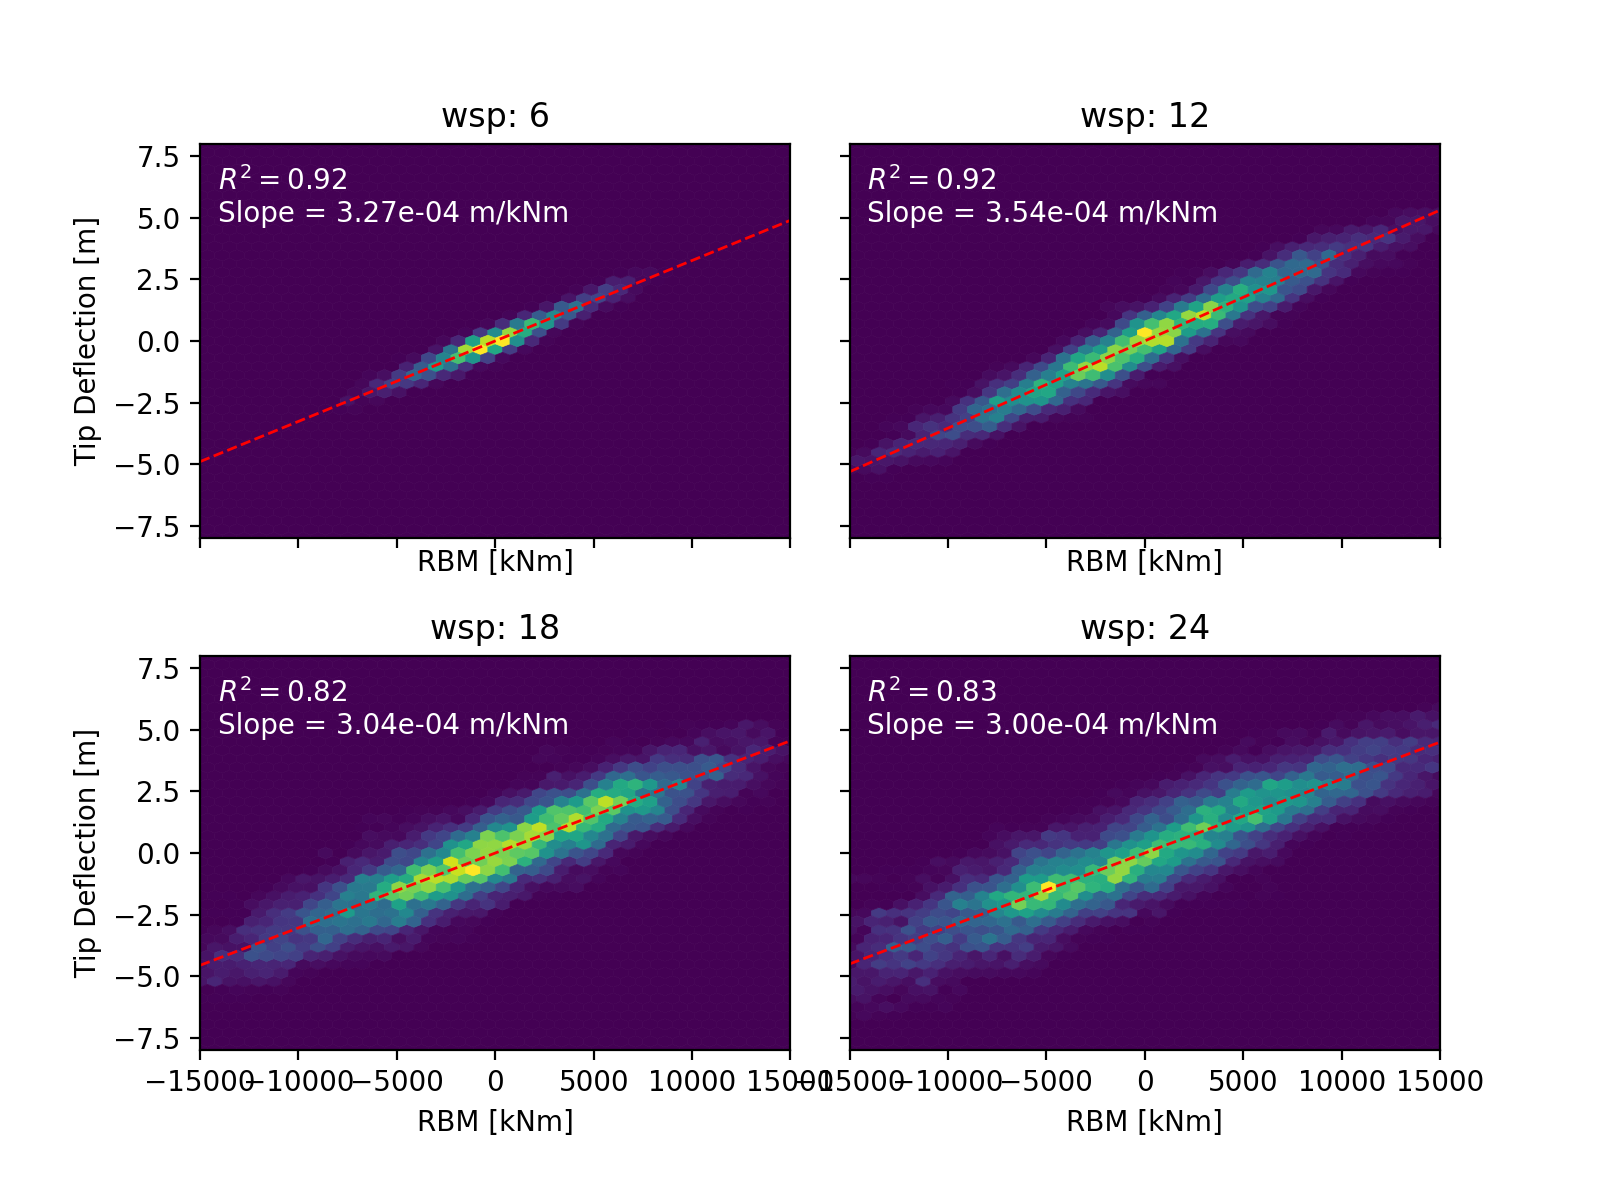 wsp: 6
wsp: 12
7.5
5.0
2.5
0.0
−2.5
−5.0
−7.5
Tip Deflection [m]
R² = 0.92
Slope = 3.27e-04 m/kNm
R² = 0.92
Slope = 3.54e-04 m/kNm
RBM [kNm]
RBM [kNm]
wsp: 18
wsp: 24
7.5
5.0
2.5
0.0
−2.5
−5.0
−7.5
Tip Deflection [m]
R² = 0.82
Slope = 3.04e-04 m/kNm
R² = 0.83
Slope = 3.00e-04 m/kNm
−15000 −10000 −5000 0 5000 10000 15000
−15000 −10000 −5000 0 5000 10000 15000
RBM [kNm]
RBM [kNm]